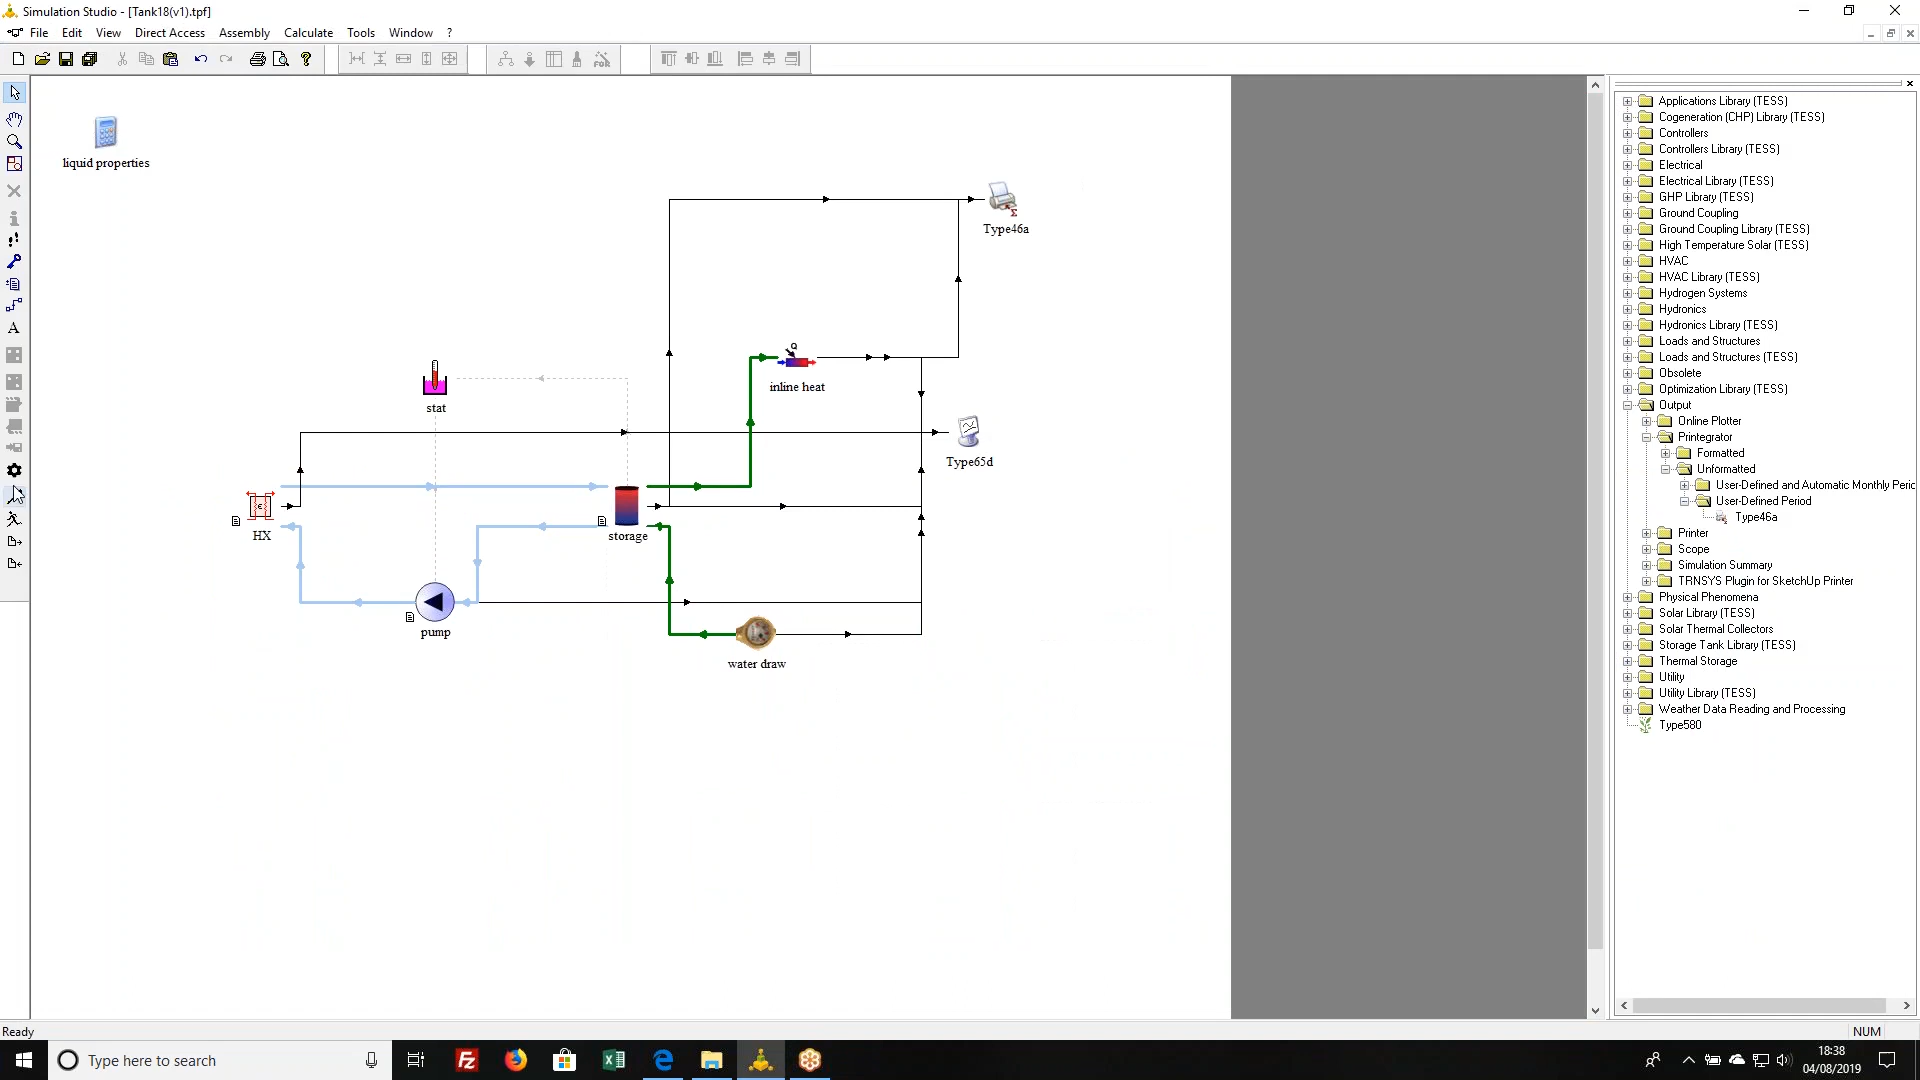 Simulation Studio - [Tank18(v1).tpf]
File Edit View Direct Access Assembly Calculate Tools Window ?
FOR
liquid properties
Type46a
inline heat
stat
Type65d
HX
storage
pump
water draw
Applications Library (TESS)
Cogeneration (CHP) Library (TESS)
Controllers
Controllers Library (TESS)
Electrical
Electrical Library (TESS)
GHP Library (TESS)
Ground Coupling
Ground Coupling Library (TESS)
High Temperature Solar (TESS)
HVAC
HVAC Library (TESS)
Hydrogen Systems
Hydronics
Hydronics Library (TESS)
Loads and Structures
Loads and Structures (TESS)
Obsolete
Optimization Library (TESS)
Output
Online Plotter
Printegrator
Formatted
Unformatted
User-Defined and Automatic Monthly Peric
User-Defined Period
Type46a
Printer
Scope
Simulation Summary
TRNSYS Plugin for SketchUp Printer
Physical Phenomena
Solar Library (TESS)
Solar Thermal Collectors
Storage Tank Library (TESS)
Thermal Storage
Utility
Utility Library (TESS)
Weather Data Reading and Processing
Type580
Ready
NUM
Type here to search
18:38
04/08/2019